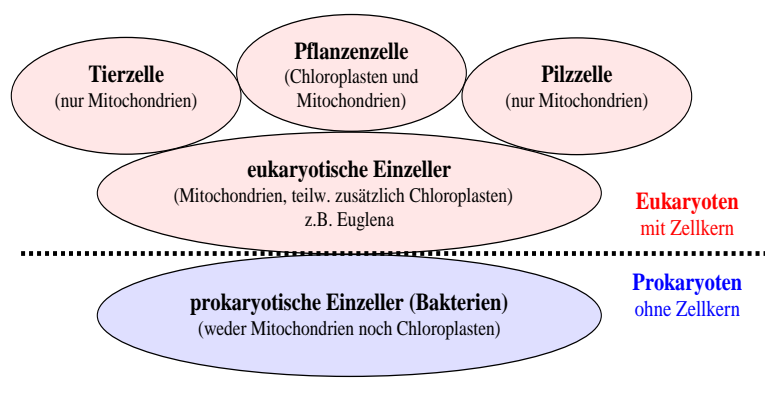 Pflanzenzelle
(Chloroplasten und
Mitochondrien)
Tierzelle
(nur Mitochondrien)
Pilzzelle
(nur Mitochondrien)
eukaryotische Einzeller
(Mitochondrien, teilw. zusätzlich Chloroplasten)
z.B. Euglena
Eukaryoten
mit Zellkern
Prokaryoten
ohne Zellkern
prokaryotische Einzeller (Bakterien)
(weder Mitochondrien noch Chloroplasten)